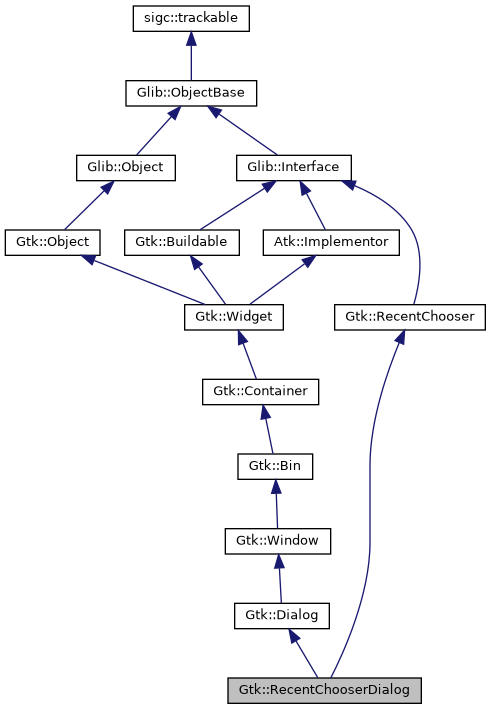 sigc::trackable
Glib::ObjectBase
Glib::Object
Glib::Interface
Gtk::Object
Gtk::Buildable
Atk::Implementor
Gtk::Widget
Gtk::RecentChooser
Gtk::Container
Gtk::Bin
Gtk::Window
Gtk::Dialog
Gtk::RecentChooserDialog